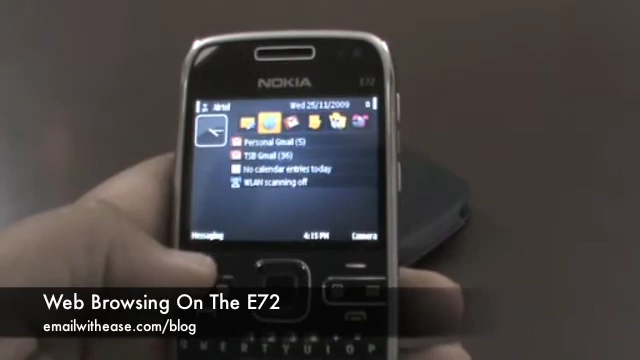 NOKIA E72
Airtel Wed 25/11/2009
Personal Gmail (5)
TSB Gmail (36)
No calendar entries today
WLAN scanning off
Messaging 4:15 PM Camera
Web Browsing On The E72
emailwithease.com/blog
Q W E R T Y U I O P